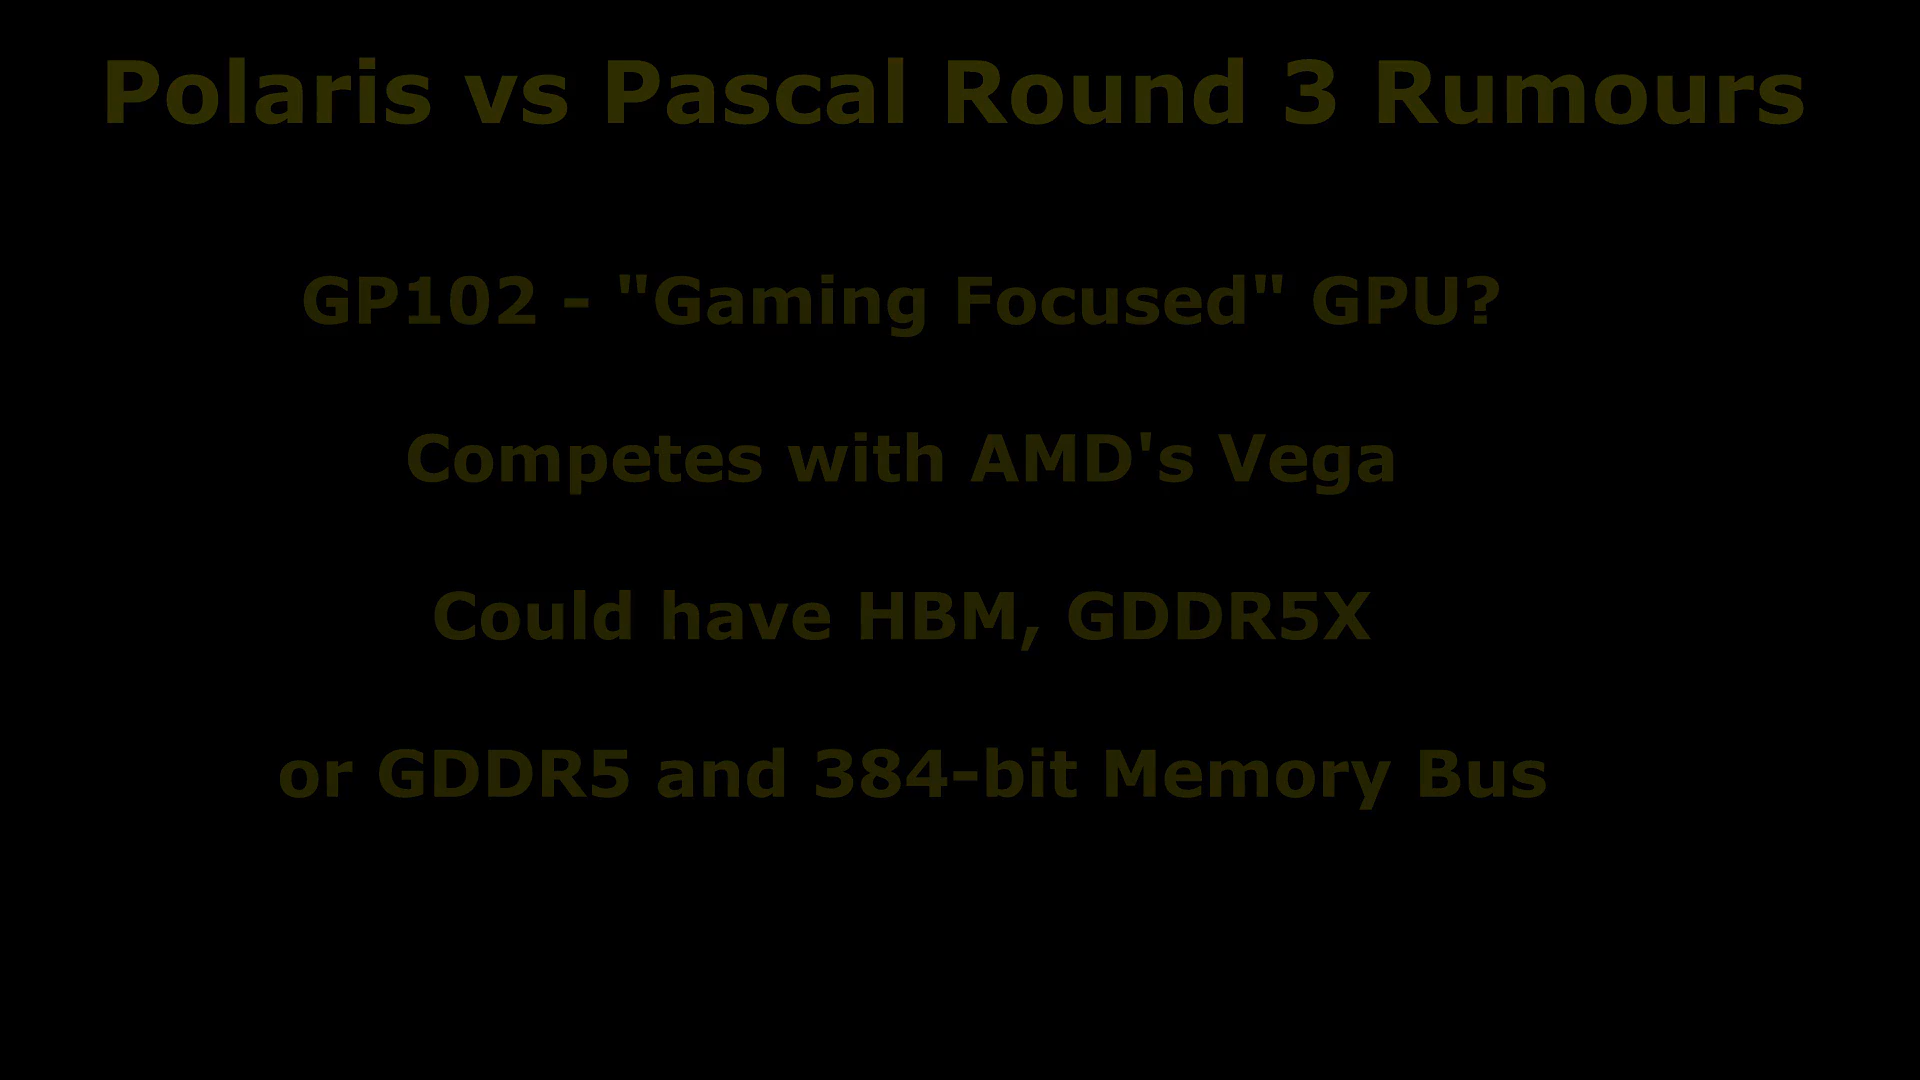 Polaris vs Pascal Round 3 Rumours
GP102 - "Gaming Focused" GPU?
Competes with AMD's Vega
Could have HBM, GDDR5X
or GDDR5 and 384-bit Memory Bus